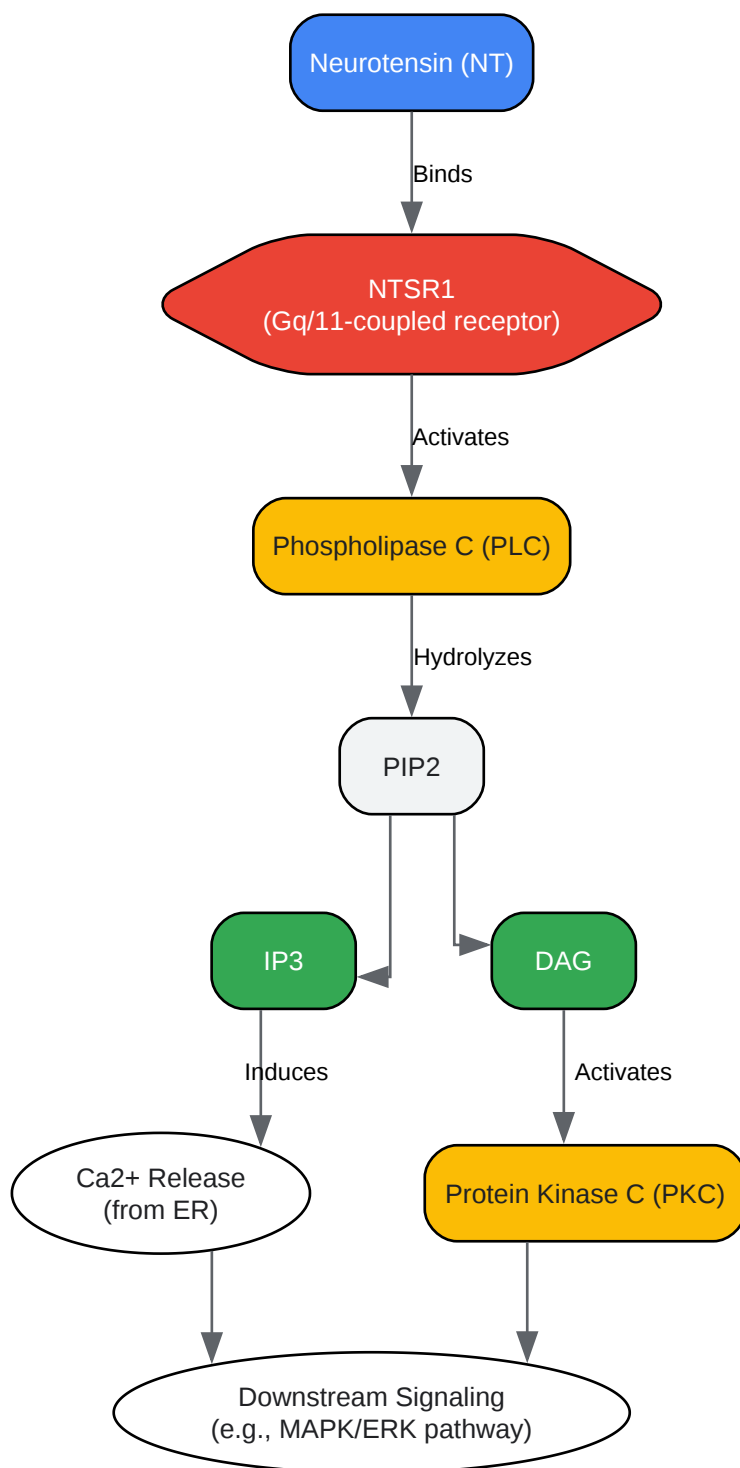 Neurotensin (NT)
Binds
NTSR1
(Gq/11-coupled receptor)
Activates
Phospholipase C (PLC)
Hydrolyzes
PIP2
IP3
DAG
Induces
Activates
Ca2+ Release
(from ER)
Protein Kinase C (PKC)
Downstream Signaling
(e.g., MAPK/ERK pathway)